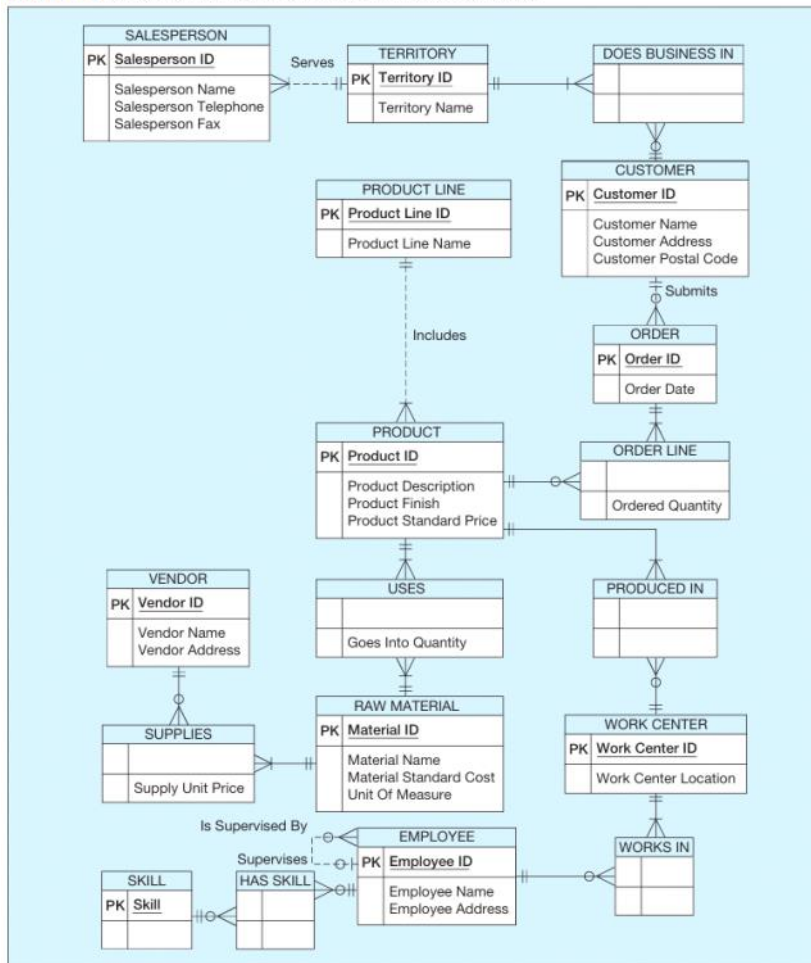 SALESPERSON
PK Salesperson ID
Salesperson Name
Salesperson Telephone
Salesperson Fax
Serves
TERRITORY
PK Territory ID
Territory Name
DOES BUSINESS IN
PRODUCT LINE
PK Product Line ID
Product Line Name
CUSTOMER
PK Customer ID
Customer Name
Customer Address
Customer Postal Code
Submits
Includes
ORDER
PK Order ID
Order Date
PRODUCT
PK Product ID
Product Description
Product Finish
Product Standard Price
ORDER LINE
Ordered Quantity
VENDOR
PK Vendor ID
Vendor Name
Vendor Address
USES
Goes Into Quantity
PRODUCED IN
SUPPLIES
Supply Unit Price
RAW MATERIAL
PK Material ID
Material Name
Material Standard Cost
Unit Of Measure
WORK CENTER
PK Work Center ID
Work Center Location
Is Supervised By
Supervises
EMPLOYEE
PK Employee ID
Employee Name
Employee Address
WORKS IN
SKILL
PK Skill
HAS SKILL